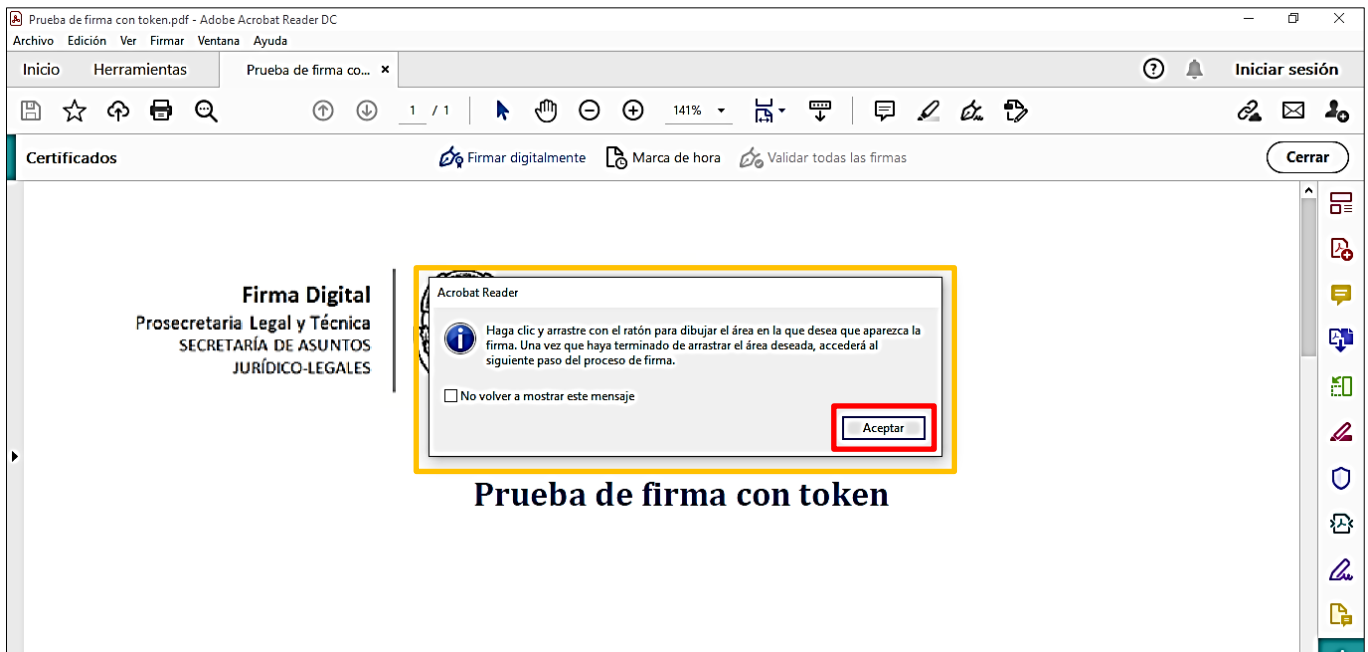 Prueba de firma con token.pdf - Adobe Acrobat Reader DC
Archivo Edición Ver Firmar Ventana Ayuda
Inicio Herramientas Prueba de firma co... × Iniciar sesión
1 / 1 141%
Certificados Firmar digitalmente Marca de hora Validar todas las firmas Cerrar
Firma Digital
Prosecretaria Legal y Técnica
SECRETARÍA DE ASUNTOS
JURÍDICO-LEGALES
Acrobat Reader
Haga clic y arrastre con el ratón para dibujar el área en la que desea que aparezca la
firma. Una vez que haya terminado de arrastrar el área deseada, accederá al
siguiente paso del proceso de firma.
No volver a mostrar este mensaje
Aceptar
Prueba de firma con token